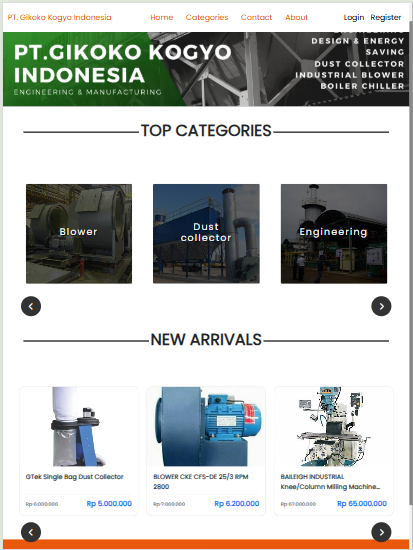 PT. Gikoko Kogyo Indonesia Home Categories Contact About Login Register
PT.GIKOKO KOGYO
INDONESIA
ENGINEERING & MANUFACTURING
DESIGN & ENERGY
SAVING
DUST COLLECTOR
INDUSTRIAL BLOWER
BOILER CHILLER
TOP CATEGORIES
Blower
Dust
collector
Engineering
NEW ARRIVALS
GTek Single Bag Dust Collector
Rp 6.000.000 Rp 5.000.000
BLOWER CKE CFS-DE 25/3 RPM
2800
Rp 7.000.000 Rp 6.200.000
BAILEIGH INDUSTRIAL
Knee/Column Milling Machine...
Rp 67.000.000 Rp 65.000.000